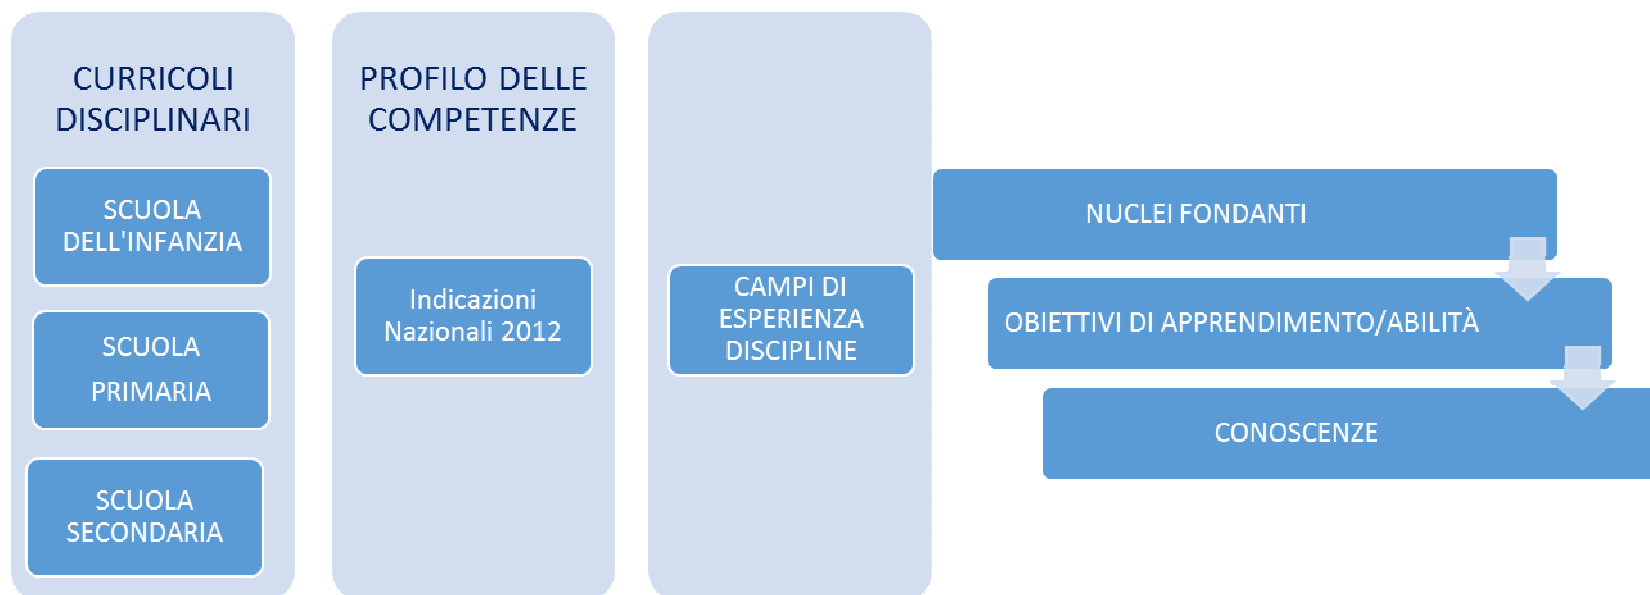 CURRICOLI
DISCIPLINARI
SCUOLA
DELL'INFANZIA
SCUOLA
PRIMARIA
SCUOLA
SECONDARIA
PROFILO DELLE
COMPETENZE
Indicazioni
Nazionali 2012
CAMPI DI
ESPERIENZA
DISCIPLINE
NUCLEI FONDANTI
OBIETTIVI DI APPRENDIMENTO/ABILITÀ
CONOSCENZE